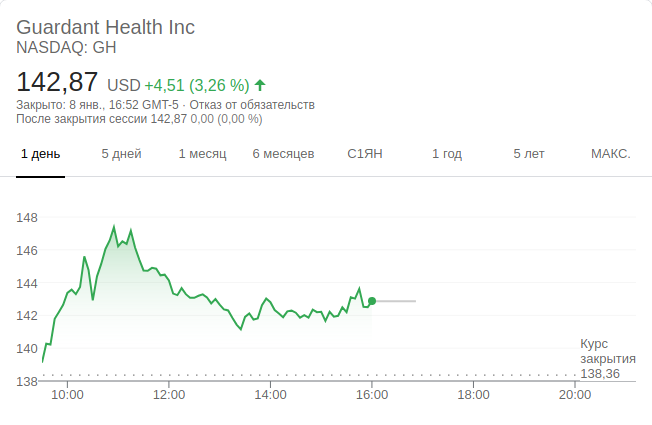 Guardant Health Inc
NASDAQ: GH
142,87 USD +4,51 (3,26 %)
Закрыто: 8 янв., 16:52 GMT-5 · Отказ от обязательств
После закрытия сессии 142,87 0,00 (0,00 %)
1 день 5 дней 1 месяц 6 месяцев С1ЯН 1 год 5 лет МАКС.
148
146
144
142
140
138
Курс
закрытия
138,36
10:00 12:00 14:00 16:00 18:00 20:00